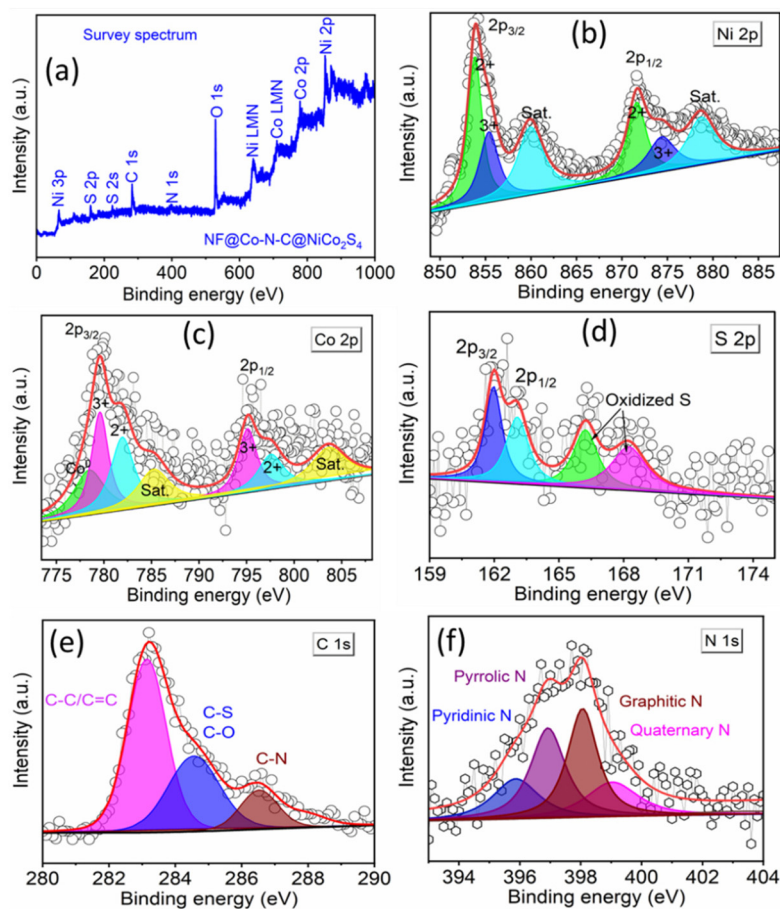 (a)
Survey spectrum
Ni 3p
S 2p
S 2s
C 1s
N 1s
O 1s
Ni LMN
Co LMN
Co 2p
Ni 2p
NF@Co-N-C@NiCo₂S₄
Intensity (a.u.)
0 200 400 600 800 1000
Binding energy (eV)
(b)
Ni 2p
2p₃/₂
2+
3+
Sat.
2p₁/₂
2+
3+
Sat.
Intensity (a.u.)
850 855 860 865 870 875 880 885
Binding energy (eV)
(c)
Co 2p
2p₃/₂
3+
2+
Co⁰
Sat.
2p₁/₂
3+
2+
Sat.
Intensity (a.u.)
775 780 785 790 795 800 805
Binding energy (eV)
(d)
S 2p
2p₃/₂
2p₁/₂
Oxidized S
Intensity (a.u.)
159 162 165 168 171 174
Binding energy (eV)
(e)
C 1s
C-C/C=C
C-S
C-O
C-N
Intensity (a.u.)
280 282 284 286 288 290
Binding energy (eV)
(f)
N 1s
Pyrrolic N
Pyridinic N
Graphitic N
Quaternary N
Intensity (a.u.)
394 396 398 400 402 404
Binding energy (eV)